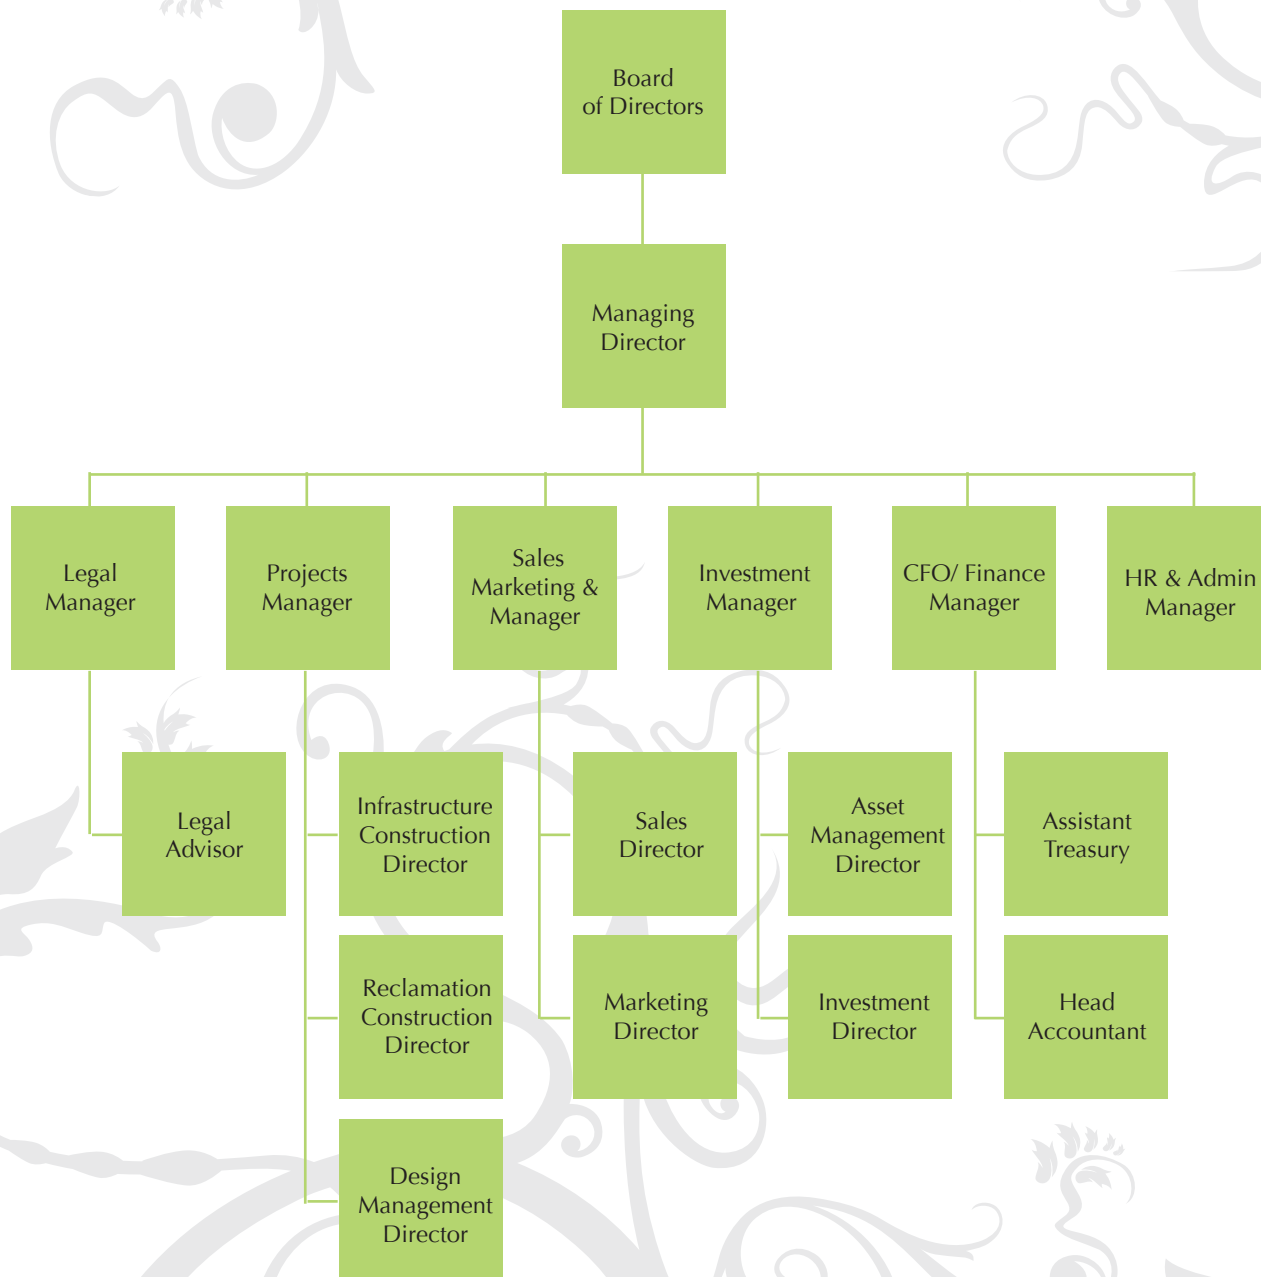 Board
of Directors
Managing
Director
Legal
Manager
Projects
Manager
Sales
Marketing &
Manager
Investment
Manager
CFO/ Finance
Manager
HR & Admin
Manager
Legal
Advisor
Infrastructure
Construction
Director
Sales
Director
Asset
Management
Director
Assistant
Treasury
Reclamation
Construction
Director
Marketing
Director
Investment
Director
Head
Accountant
Design
Management
Director